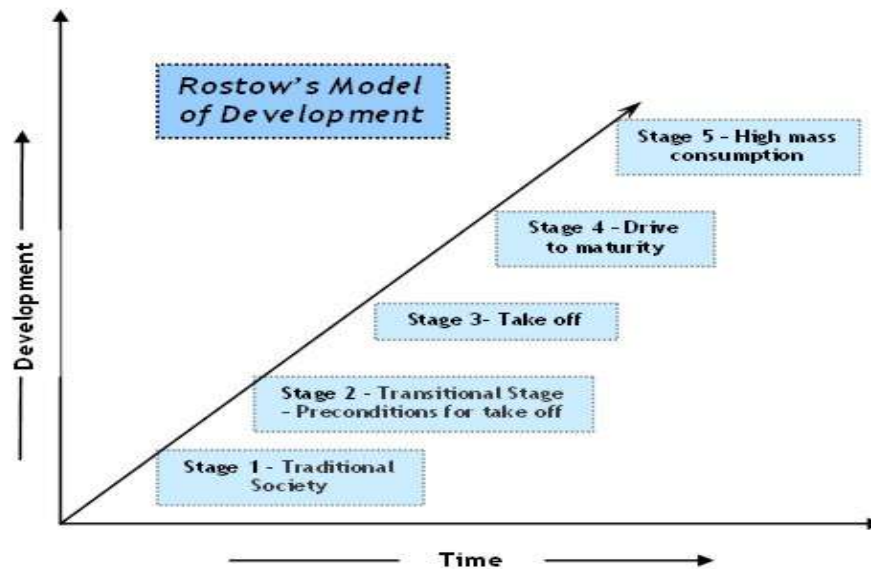 Rostow's Model
of Development
Stage 5 - High mass
consumption
Stage 4 - Drive
to maturity
Stage 3- Take off
Stage 2 - Transitional Stage
- Preconditions for take off
Stage 1 - Traditional
Society
Development
Time